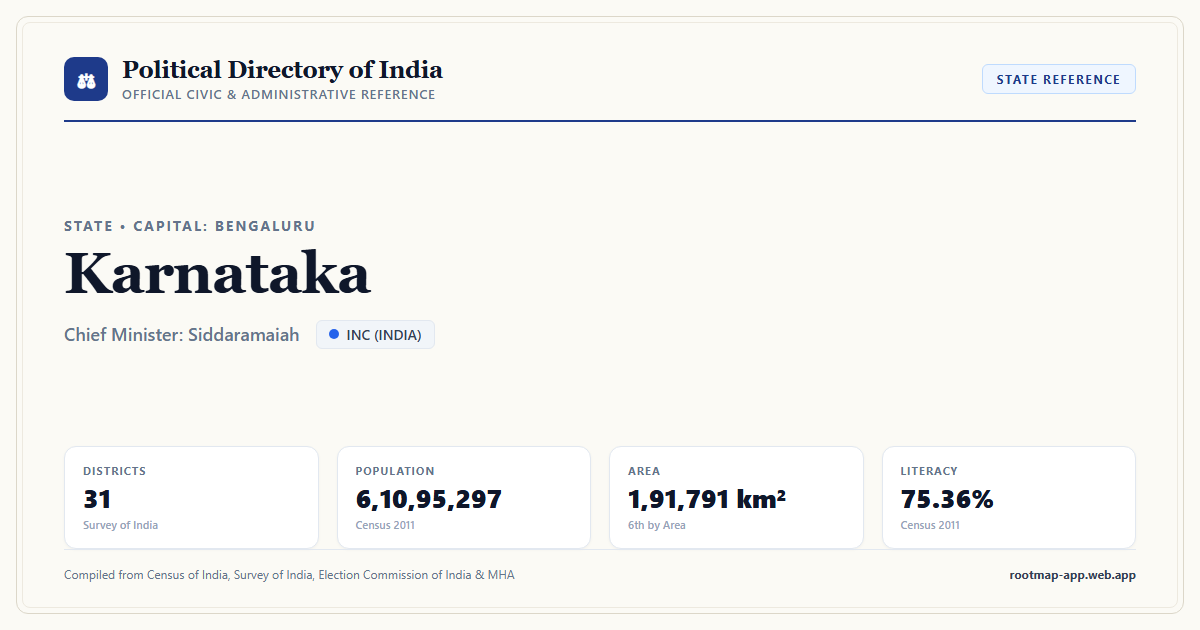 Political Directory of India
OFFICIAL CIVIC & ADMINISTRATIVE REFERENCE
STATE REFERENCE
STATE • CAPITAL: BENGALURU
Karnataka
Chief Minister: Siddaramaiah
INC (INDIA)
DISTRICTS
31
Survey of India
POPULATION
6,10,95,297
Census 2011
AREA
1,91,791 km²
6th by Area
LITERACY
75.36%
Census 2011
Compiled from Census of India, Survey of India, Election Commission of India & MHA
rootmap-app.web.app